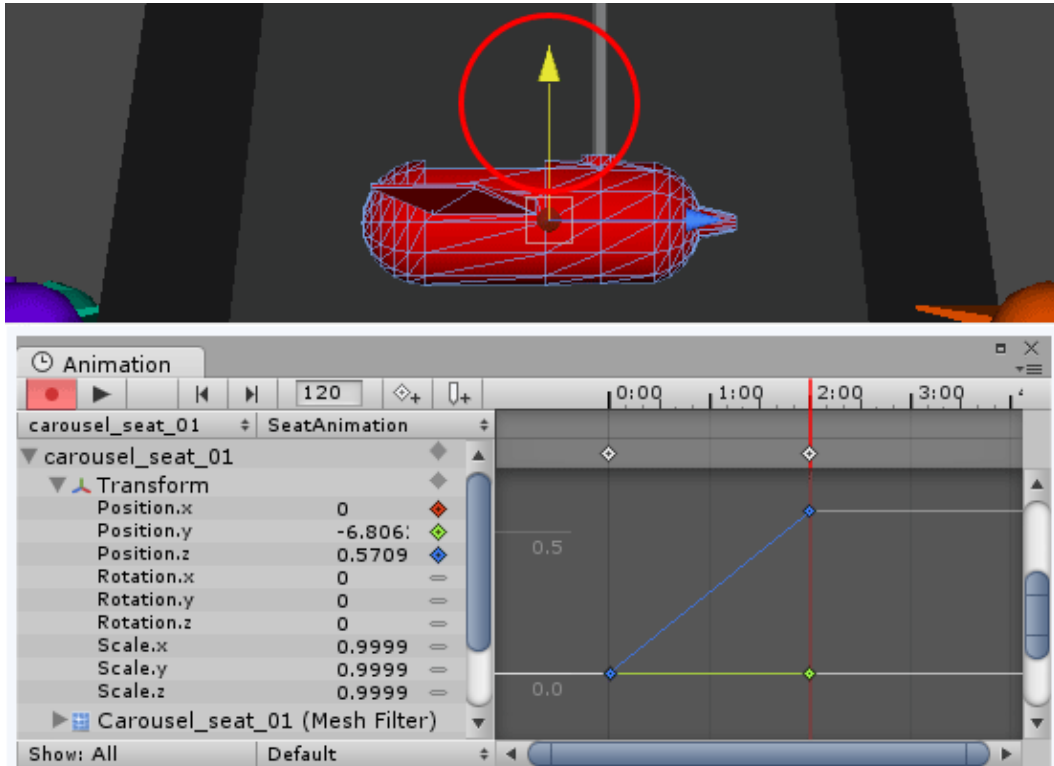 Animation
120
0:00 1:00 2:00 3:00
carousel_seat_01 SeatAnimation
carousel_seat_01
Transform
Position.x 0
Position.y -6.806
Position.z 0.5709
Rotation.x 0
Rotation.y 0
Rotation.z 0
Scale.x 0.9999
Scale.y 0.9999
Scale.z 0.9999
Carousel_seat_01 (Mesh Filter)
Show: All Default
0.5
0.0